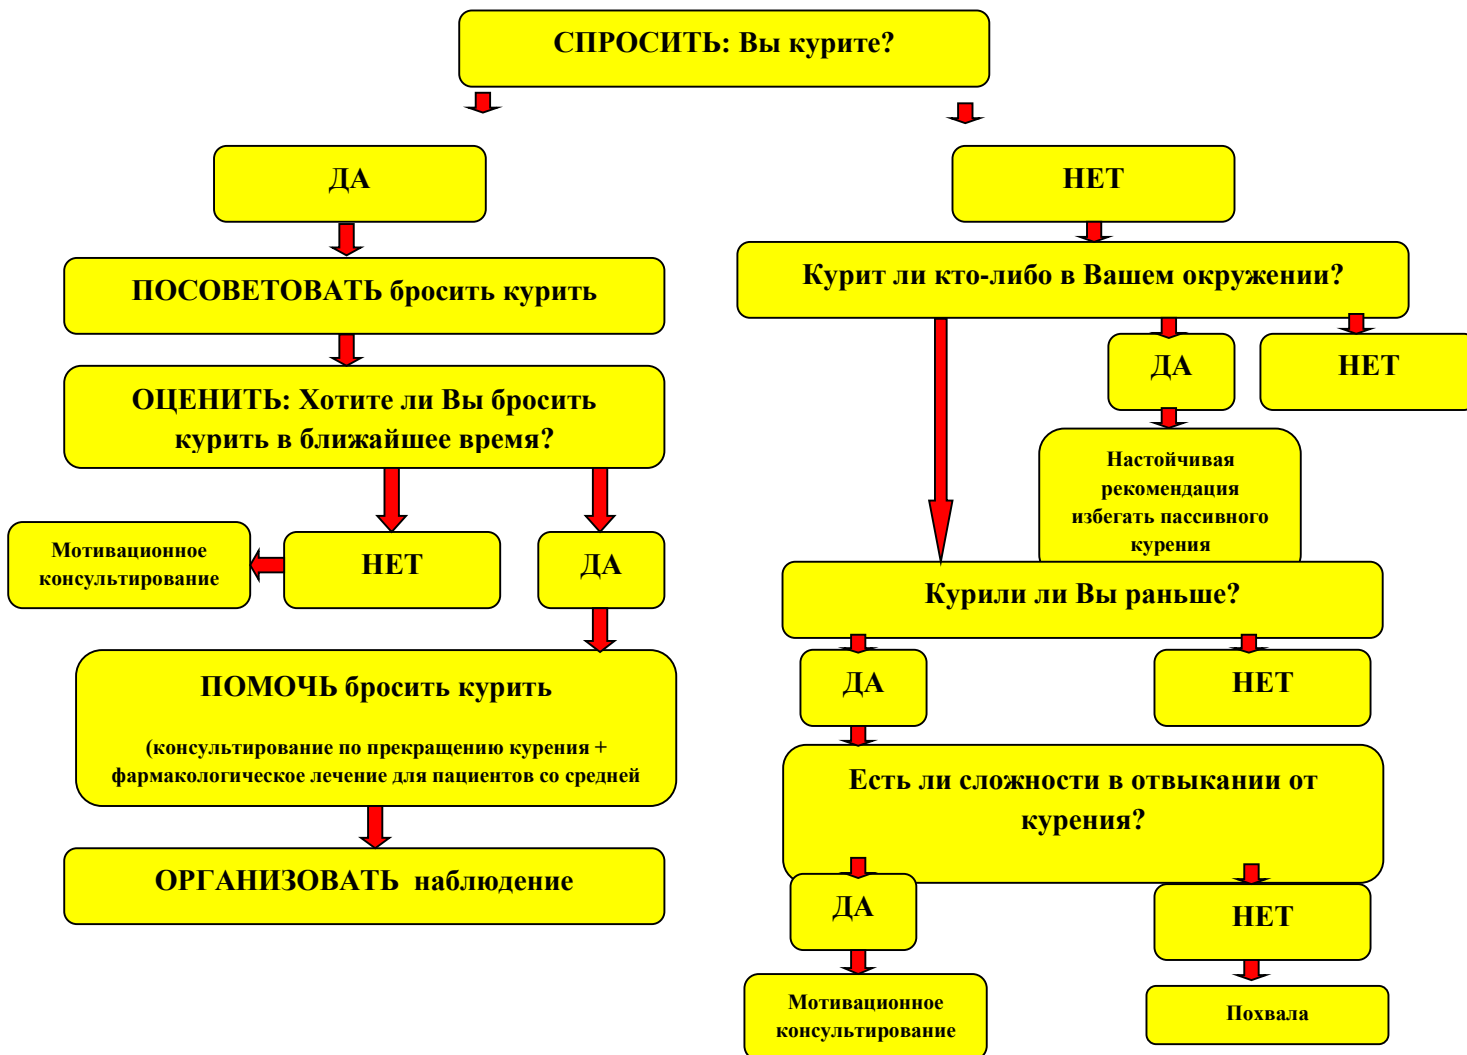 СПРОСИТЬ: Вы курите?
ДА
НЕТ
ПОСОВЕТОВАТЬ бросить курить
ОЦЕНИТЬ: Хотите ли Вы бросить
курить в ближайшее время?
Мотивационное
консультирование
НЕТ
ДА
ПОМОЧЬ бросить курить
(консультирование по прекращению курения +
фармакологическое лечение для пациентов со средней
ОРГАНИЗОВАТЬ наблюдение
Курит ли кто-либо в Вашем окружении?
ДА
НЕТ
Настойчивая
рекомендация
избегать пассивного
курения
Курили ли Вы раньше?
ДА
НЕТ
Есть ли сложности в отвыкании от
курения?
ДА
НЕТ
Мотивационное
консультирование
Похвала